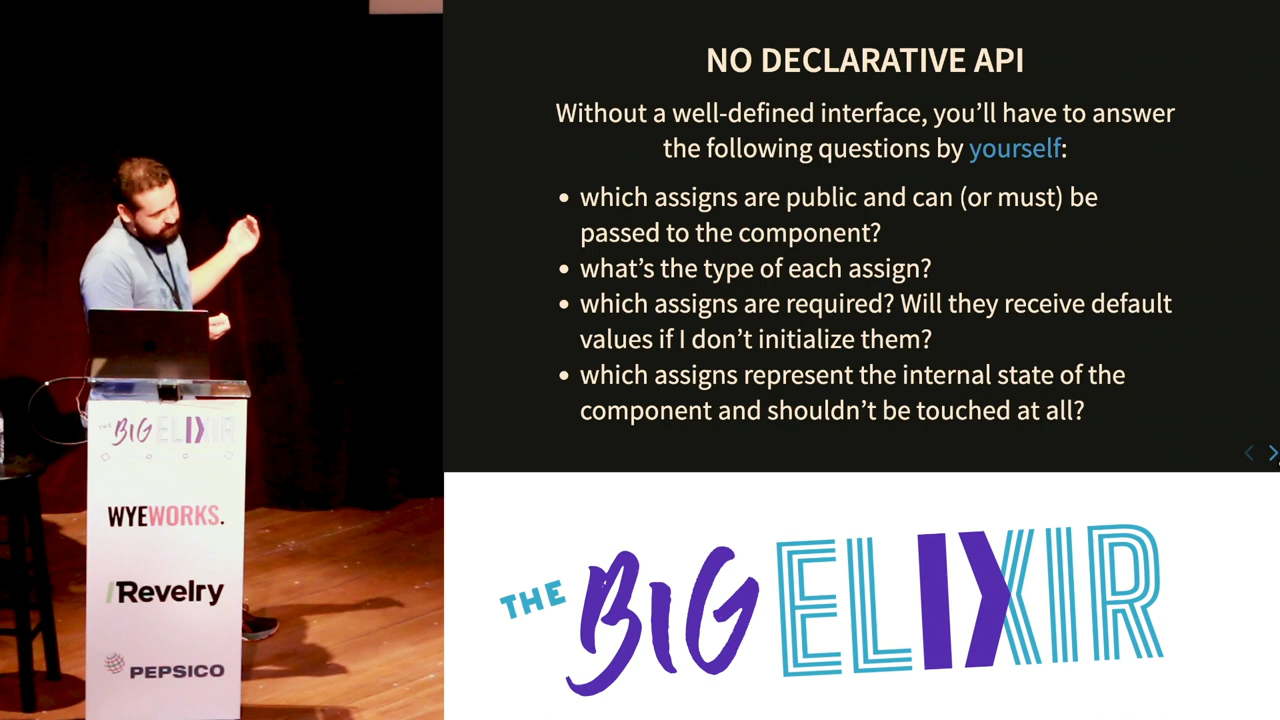 NO DECLARATIVE API
Without a well-defined interface, you’ll have to answer
the following questions by yourself:
• which assigns are public and can (or must) be
passed to the component?
• what’s the type of each assign?
• which assigns are required? Will they receive default
values if I don’t initialize them?
• which assigns represent the internal state of the
component and shouldn’t be touched at all?
THE BIG ELIXIR
THE BIG ELIXIR
WYEWORKS.
Revelry
PEPSICO